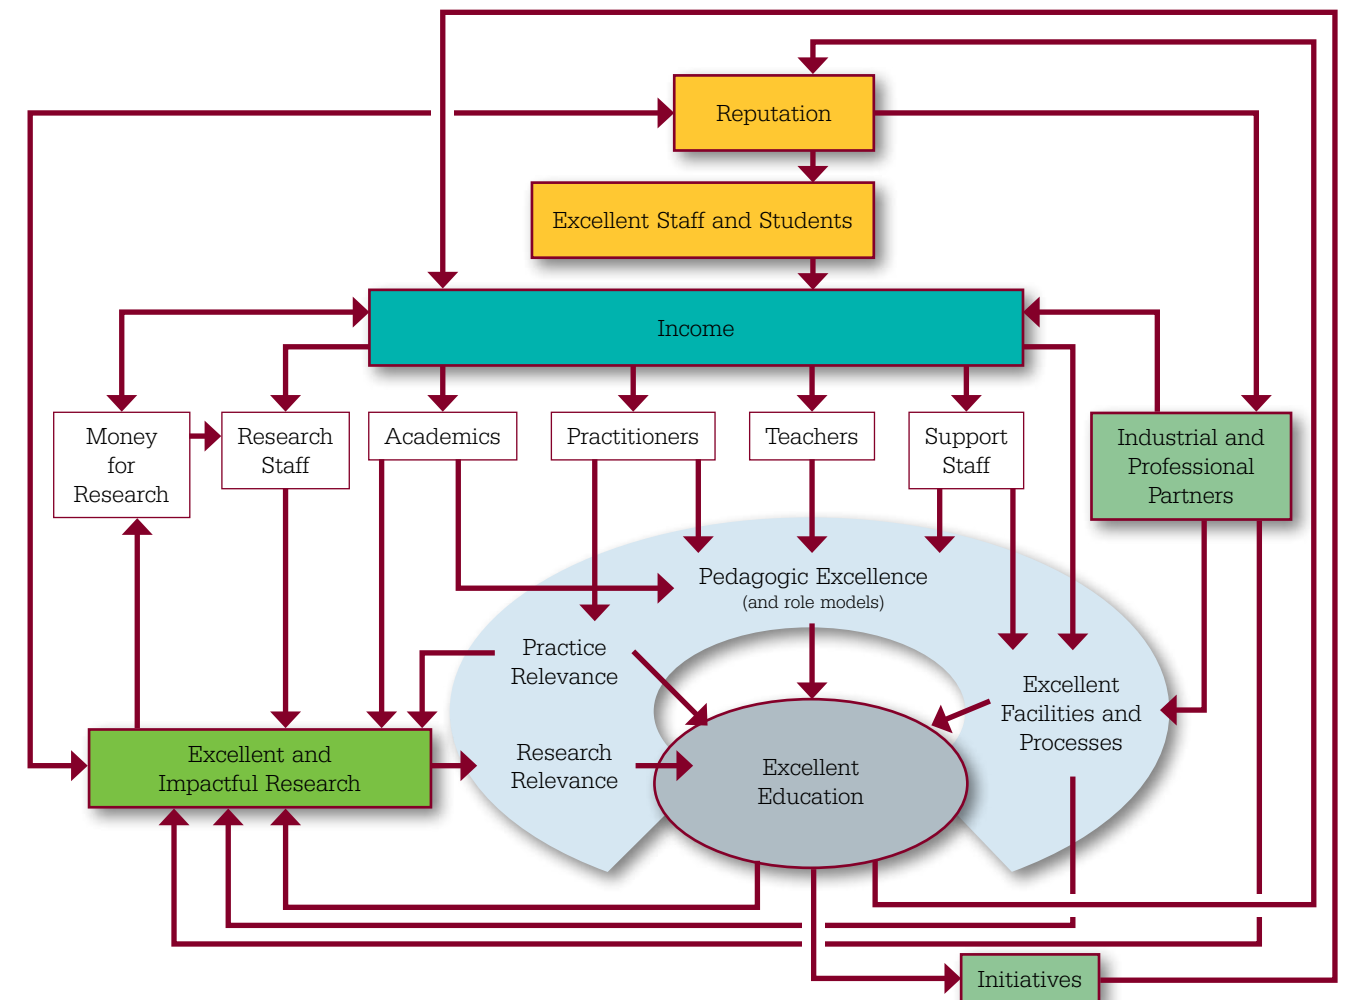 Reputation
Excellent Staff and Students
Income
Money
for
Research
Research
Staff
Academics
Practitioners
Teachers
Support
Staff
Industrial and
Professional
Partners
Pedagogic Excellence
(and role models)
Practice
Relevance
Excellent
Facilities and
Processes
Excellent and
Impactful Research
Research
Relevance
Excellent
Education
Initiatives